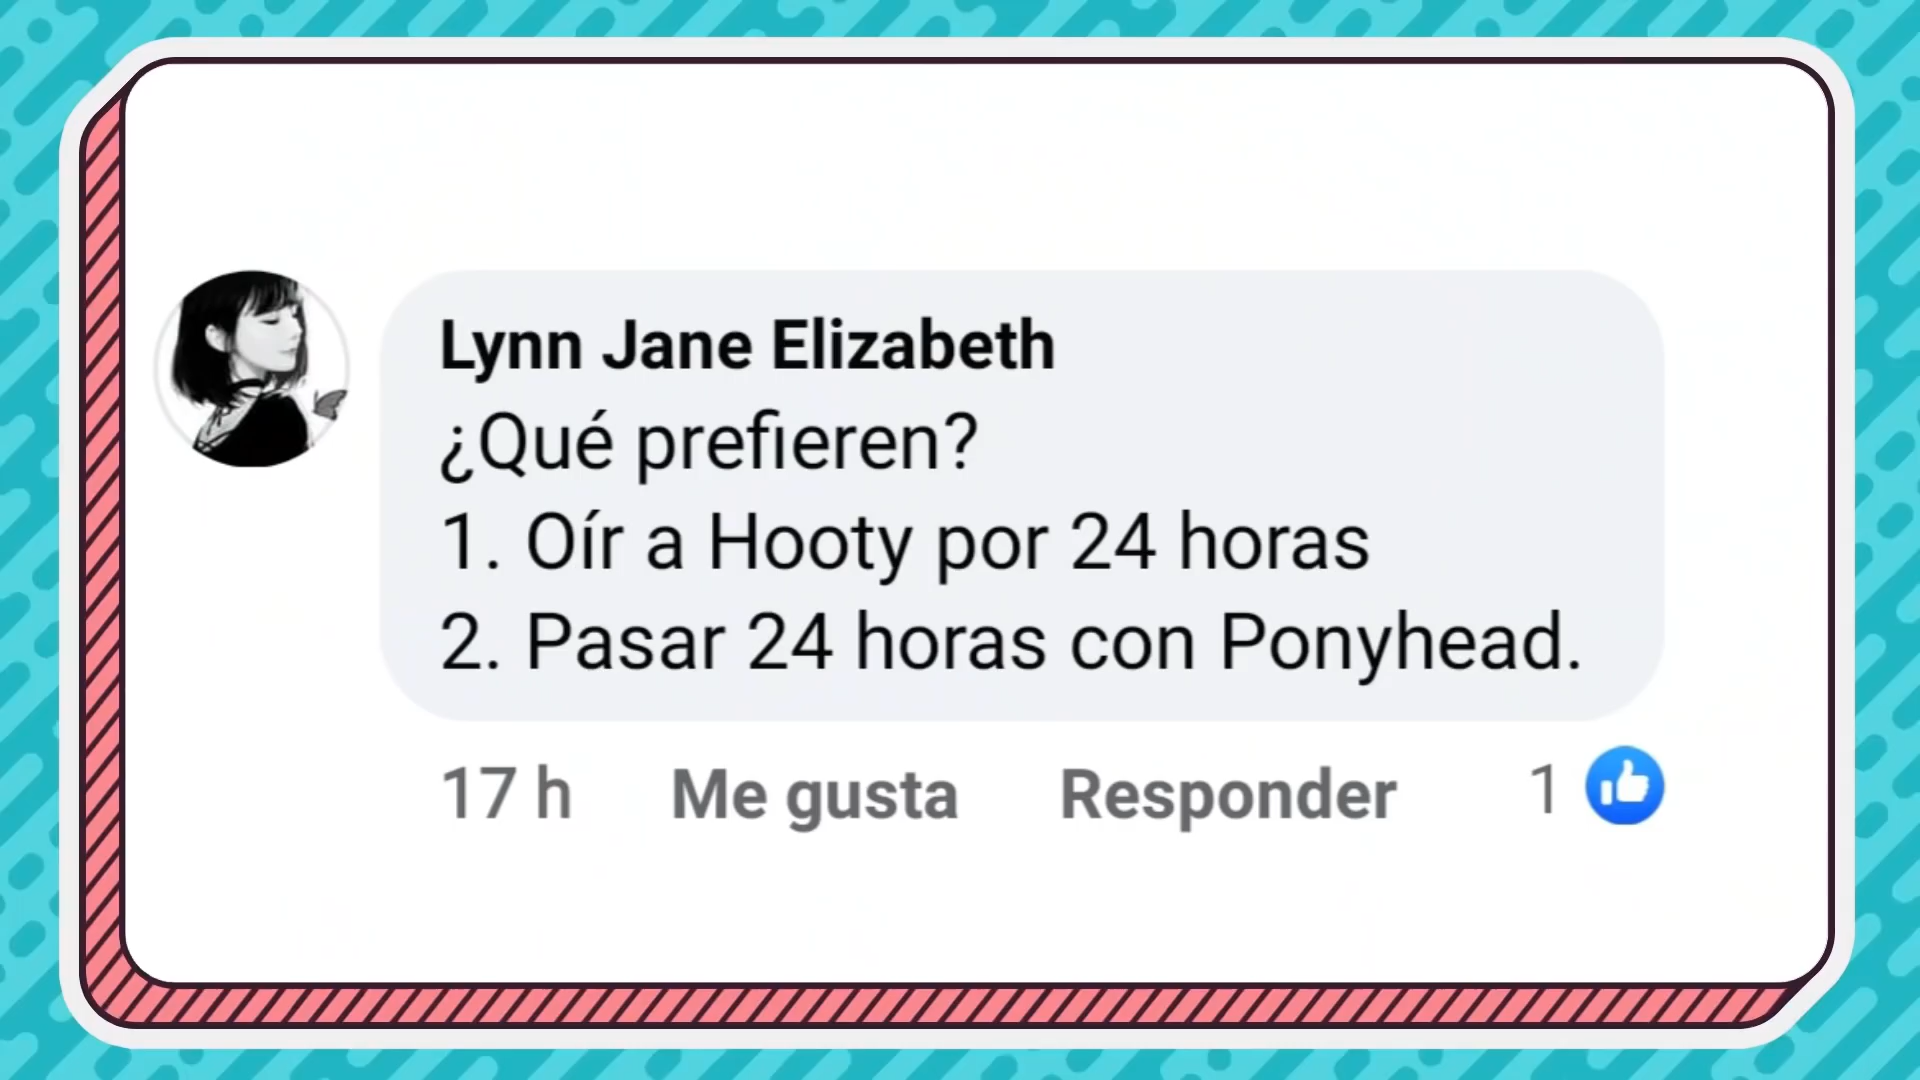 Lynn Jane Elizabeth
¿Qué prefieren?
1. Oír a Hooty por 24 horas
2. Pasar 24 horas con Ponyhead.
17 h Me gusta Responder 1